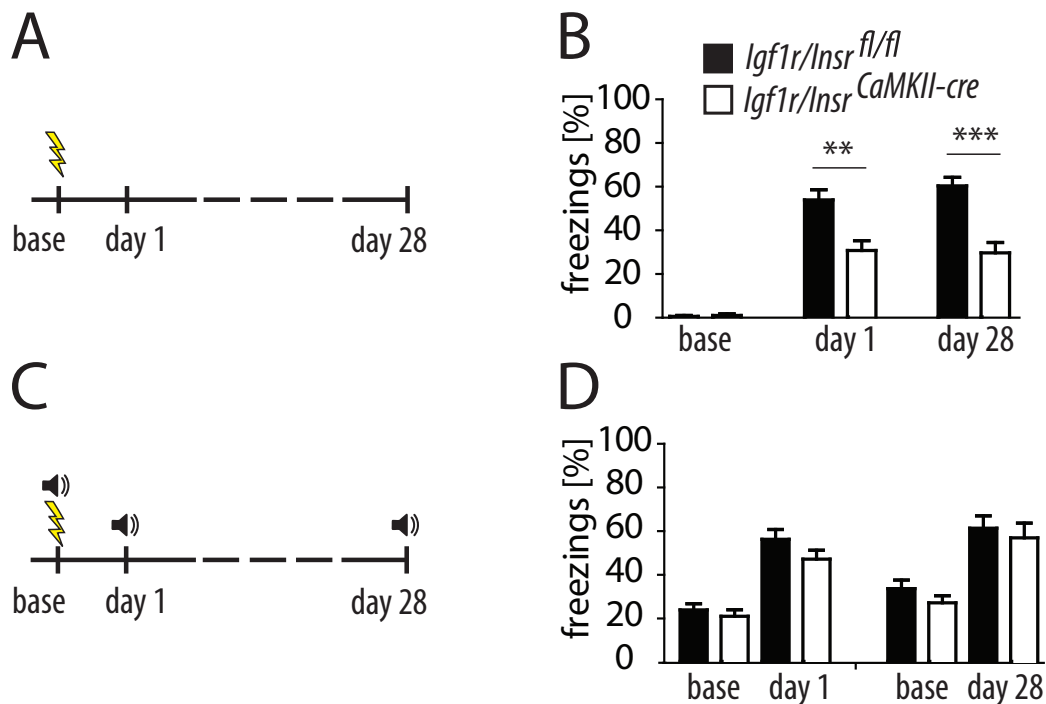 A
base day 1 day 28
B
Igf1r/Insr fl/fl
Igf1r/Insr CaMKII-cre
freezings [%]
100
80
60
40
20
0
** ***
base day 1 day 28
C
base day 1 day 28
D
freezings [%]
100
80
60
40
20
0
base day 1 base day 28